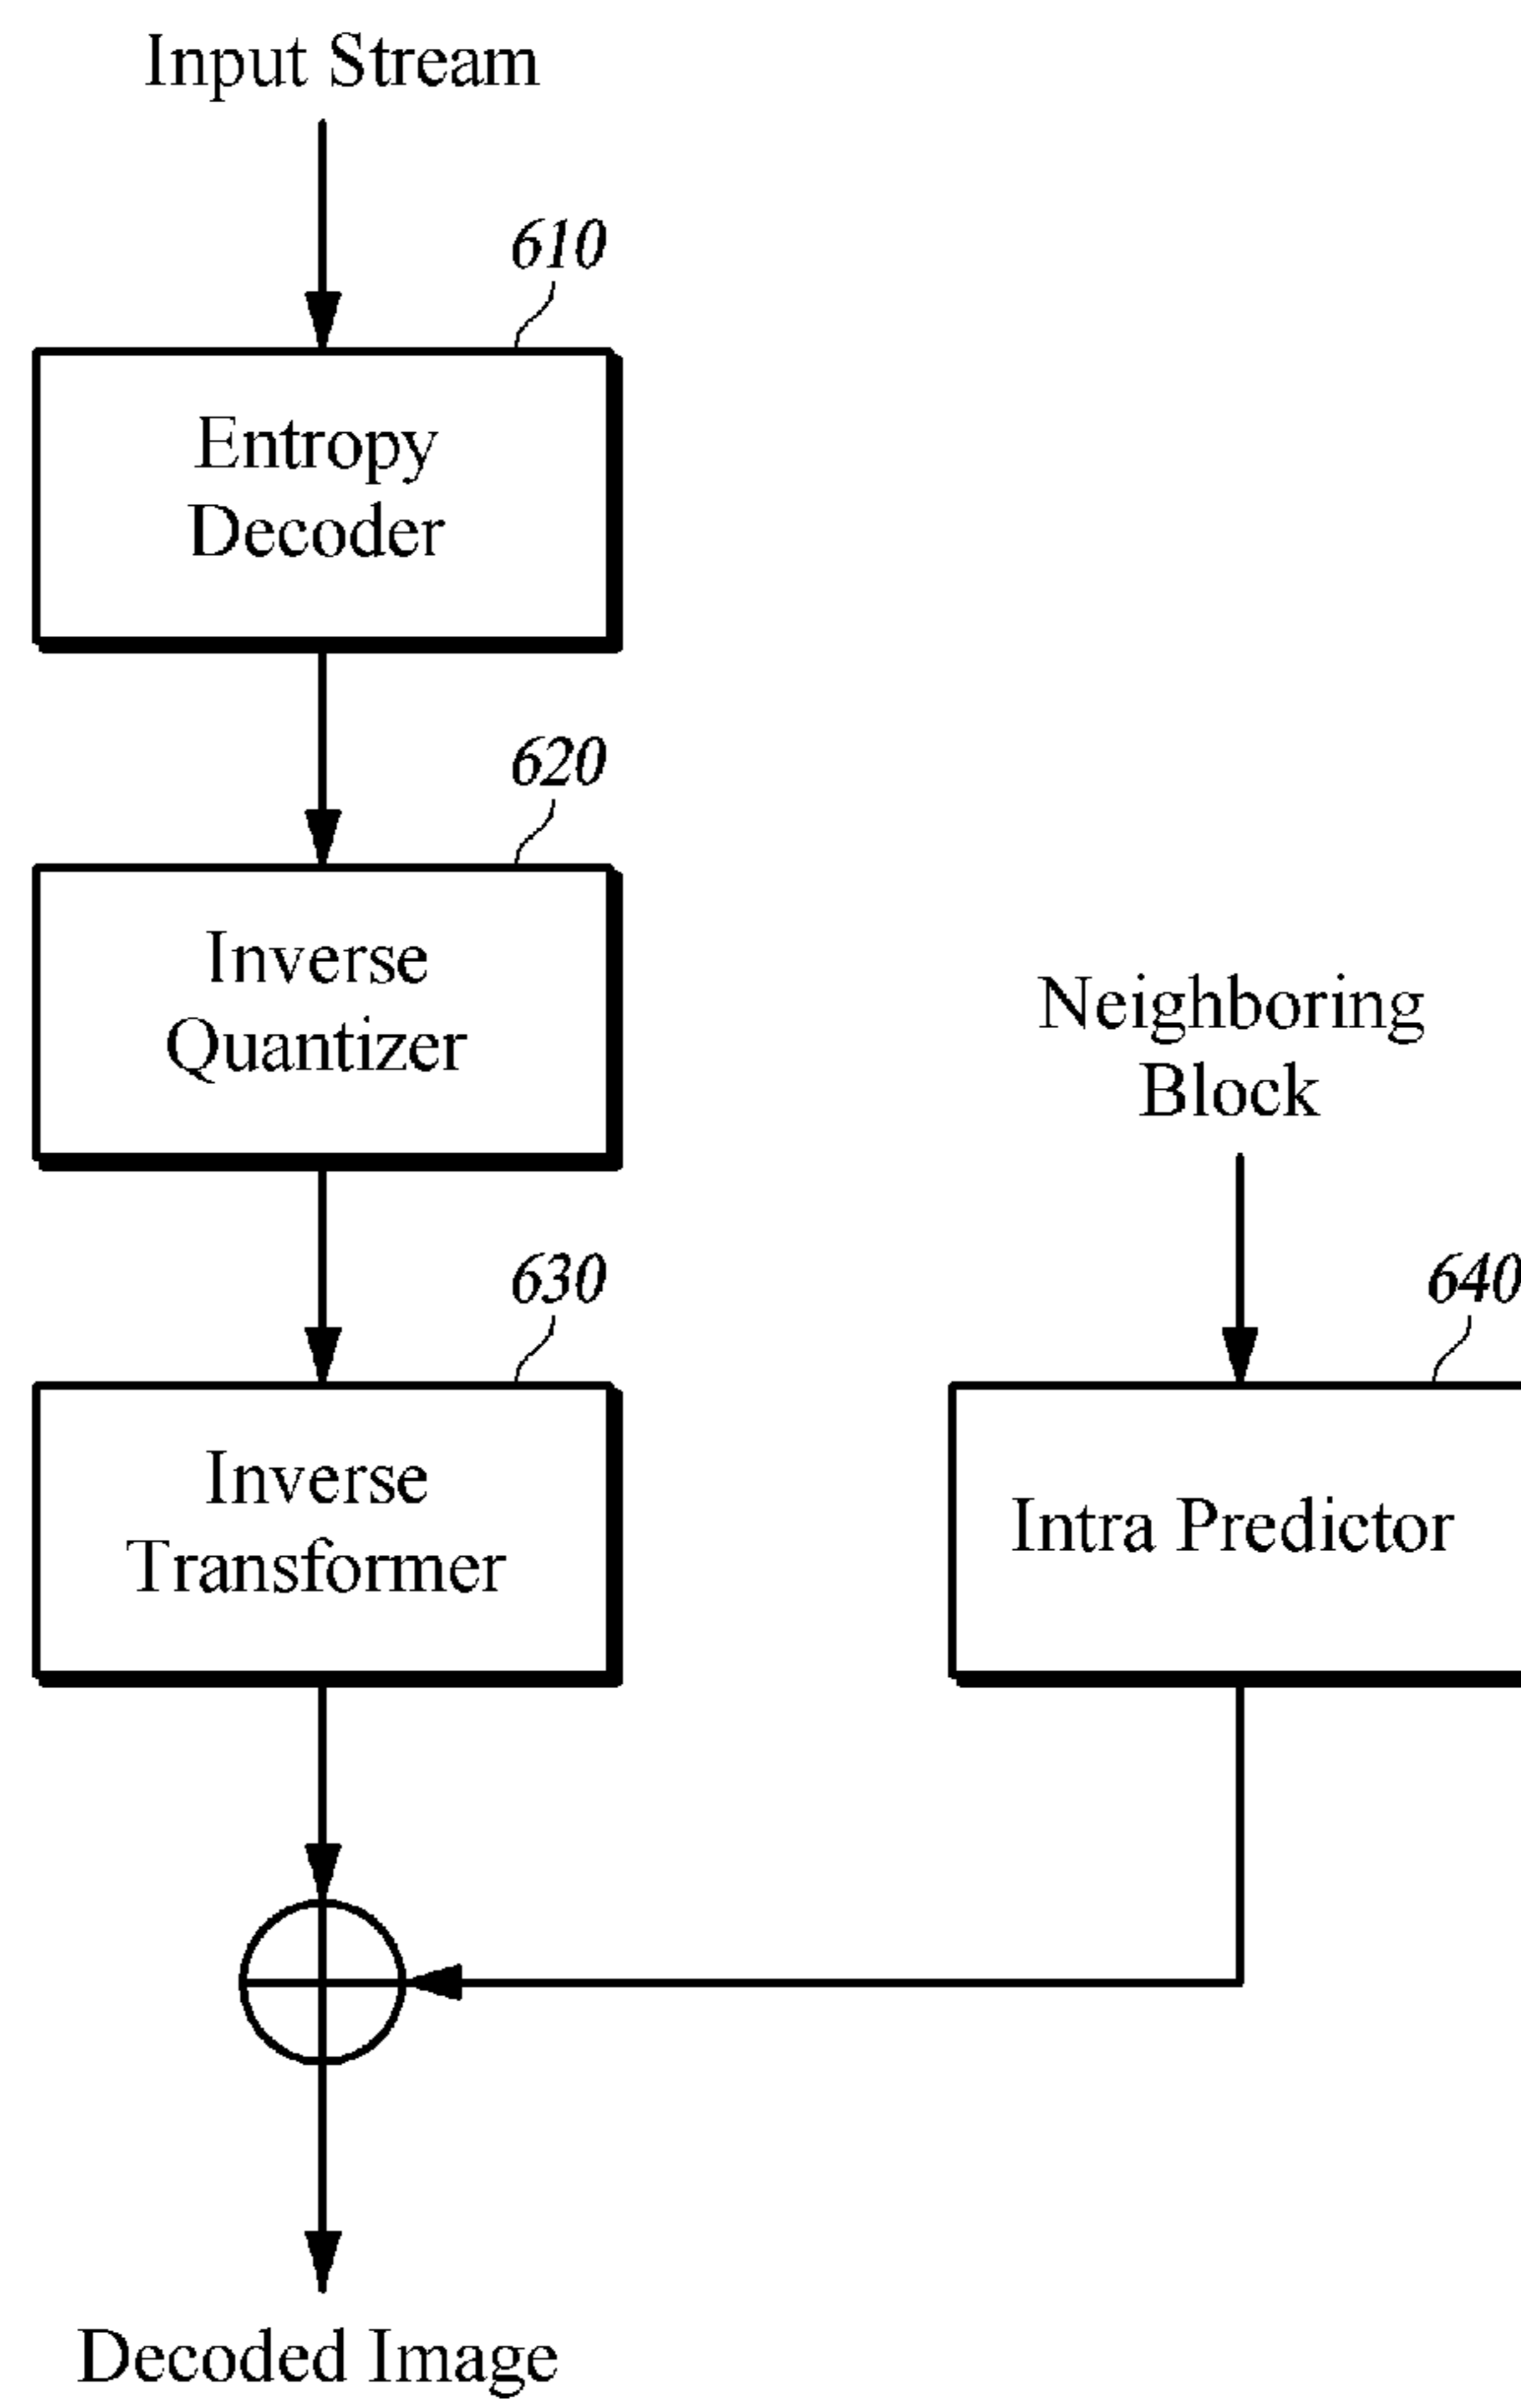 Input Stream
610
Entropy
Decoder
620
Inverse
Quantizer
Neighboring
Block
630
640
Inverse
Transformer
Intra Predictor
Decoded Image